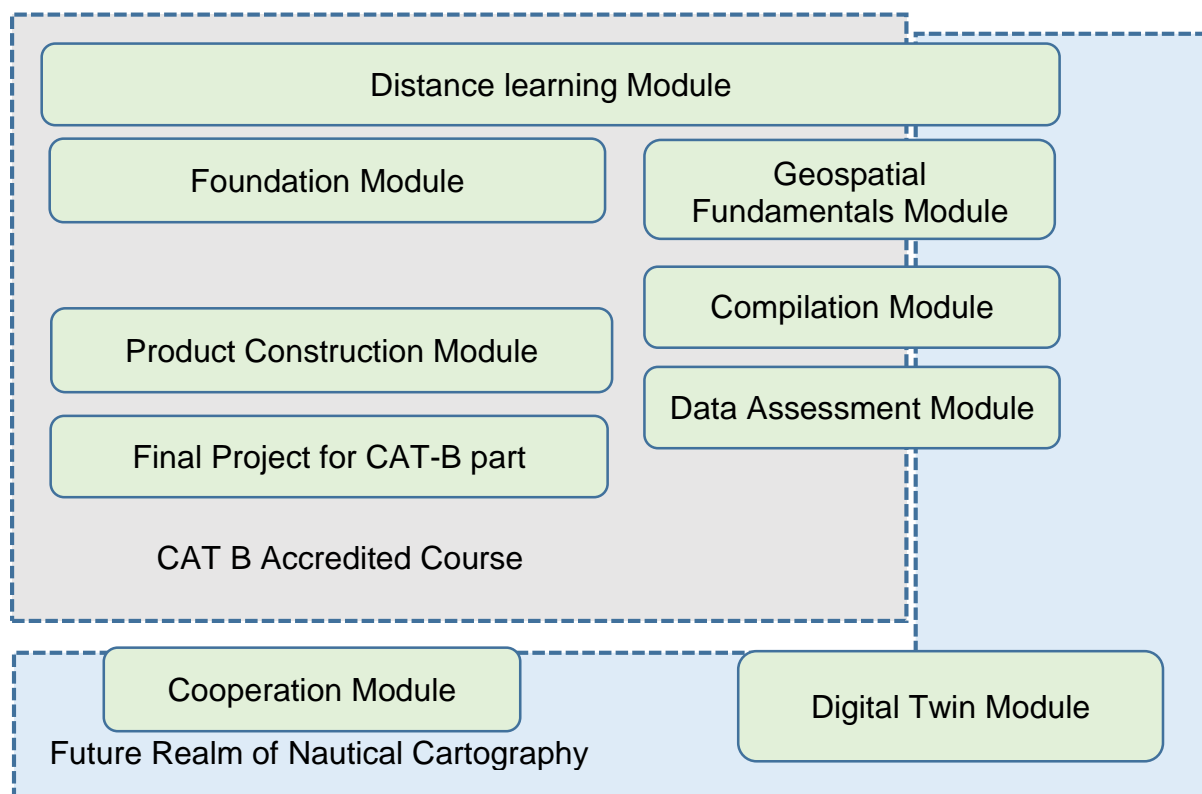 Distance learning Module
Foundation Module
Geospatial
Fundamentals Module
Compilation Module
Product Construction Module
Data Assessment Module
Final Project for CAT-B part
CAT B Accredited Course
Cooperation Module
Digital Twin Module
Future Realm of Nautical Cartography